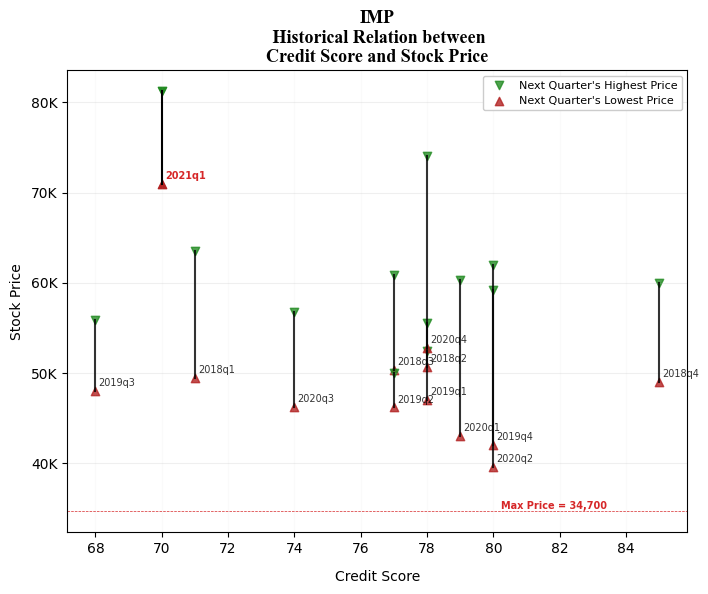 IMP
Historical Relation between
Credit Score and Stock Price
Next Quarter's Highest Price
Next Quarter's Lowest Price
Stock Price
80K
70K
60K
50K
40K
2021q1
2018q1
2019q3
2020q3
2018q3
2019q2
2020q4
2018q2
2019q1
2020q1
2019q4
2020q2
2018q4
Max Price = 34,700
68 70 72 74 76 78 80 82 84
Credit Score